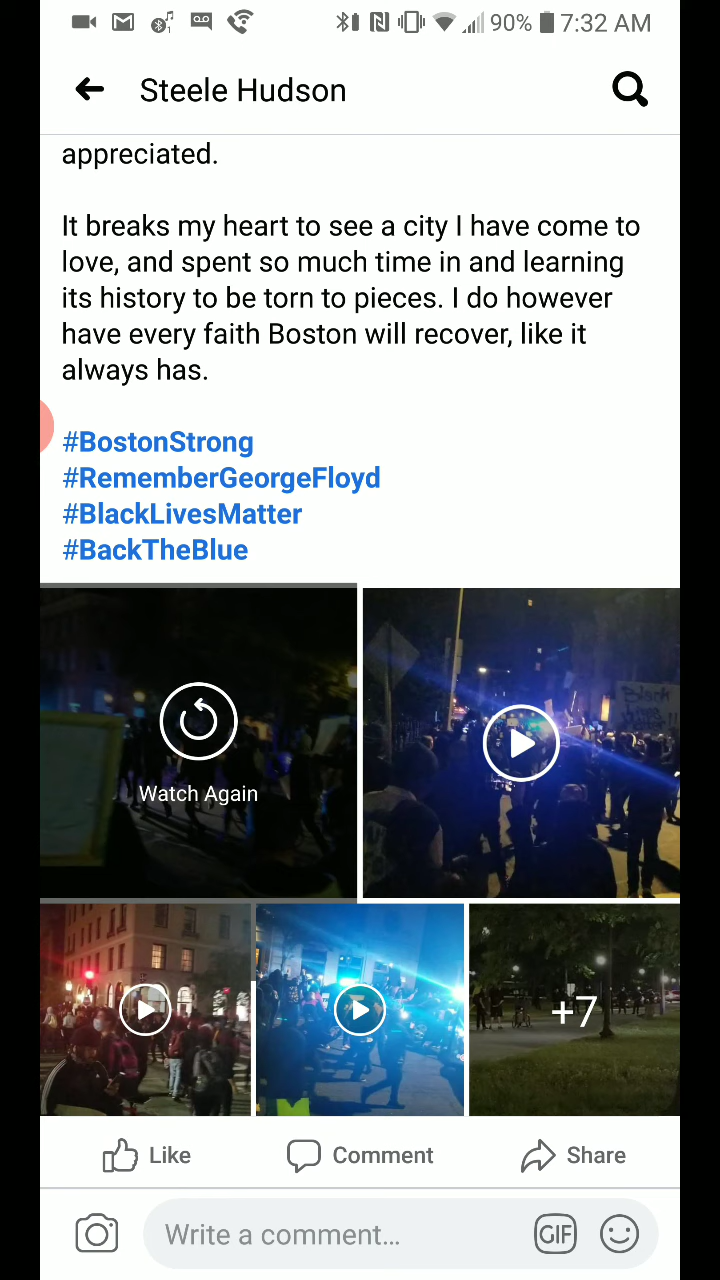 90% 7:32 AM
Steele Hudson
appreciated.
It breaks my heart to see a city I have come to
love, and spent so much time in and learning
its history to be torn to pieces. I do however
have every faith Boston will recover, like it
always has.
#BostonStrong
#RememberGeorgeFloyd
#BlackLivesMatter
#BackTheBlue
Watch Again
+7
Like Comment Share
Write a comment... GIF